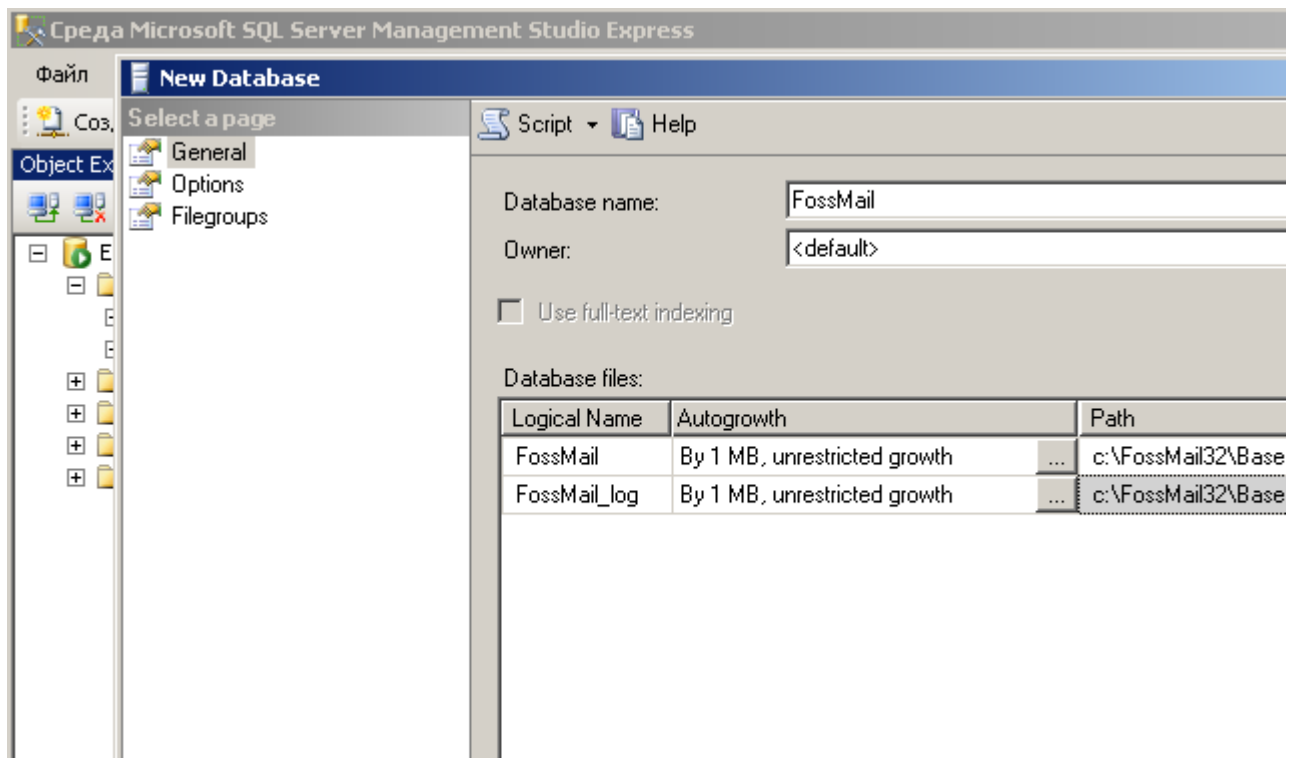 Среда Microsoft SQL Server Management Studio Express
Файл
New Database
Соз,
Select a page
Script
Help
Object Ex
General
Options
Filegroups
Database name:
FossMail
Owner:
<default>
E
Use full-text indexing
Database files:
Logical Name Autogrowth Path
FossMail By 1 MB, unrestricted growth ... c:\FossMail32\Base
FossMail_log By 1 MB, unrestricted growth ... c:\FossMail32\Base